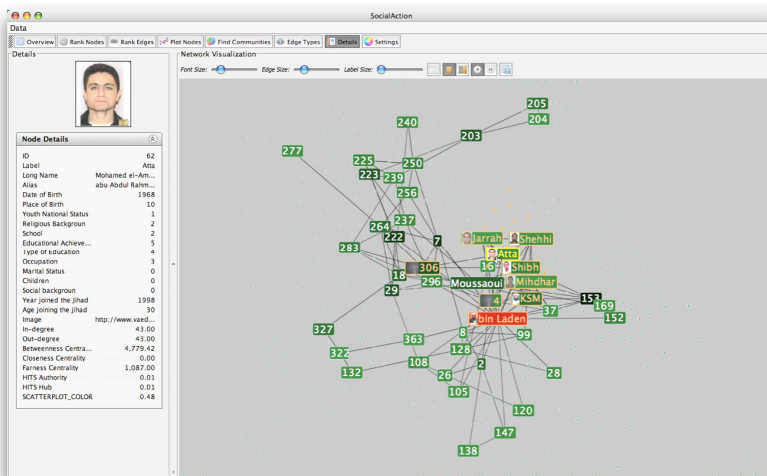 SocialAction
Data
Overview Rank Nodes Rank Edges Plot Nodes Find Communities Edge Types Details Settings
Details
Network Visualization
Font Size: Edge Size: Label Size:
Node Details
ID 62
Label Atta
Long Name Mohamed el-Am...
Alias abu Abdul Rahm...
Date of Birth 1968
Place of Birth 10
Youth National Status 1
Religious Backgroun 2
School 2
Educational Achieve... 5
Type of Education 4
Occupation 3
Marital Status 0
Children 0
Social background 0
Year joined the Jihad 1998
Age joining the jihad 30
Image http://www.vaed...
In-degree 43.00
Out-degree 43.00
Betweenness Centra... 4,779.42
Closeness Centrality 0.00
Farness Centrality 1,087.00
HITS Authority 0.01
HITS Hub 0.01
SCATTERPLOT_COLOR 0.48
205
204
240
203
277
225
250
223
239
256
264
237
222
7
283
Jarrah
Shehhi
Atta
306
16
Shibh
18
296
Moussaoui
Mihdhar
29
4
KSM
153
169
37
152
bin Laden
327
8
99
363
322
128
108
2
132
26
28
105
120
147
138